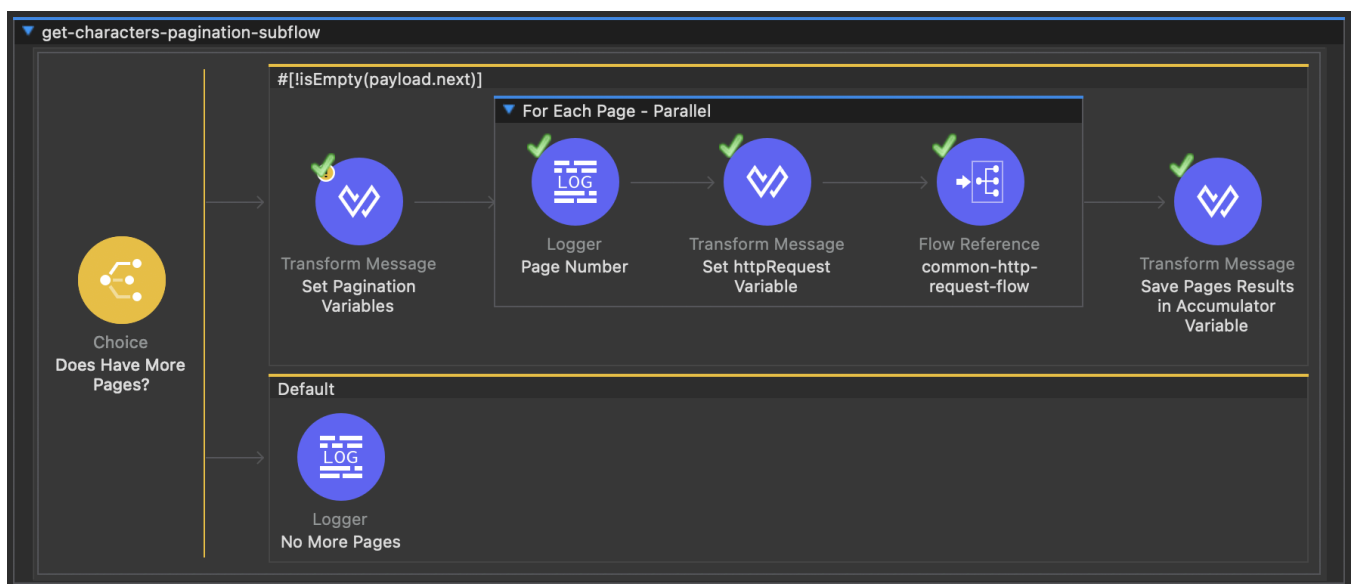 get-characters-pagination-subflow
#[!isEmpty(payload.next)]
For Each Page - Parallel
LOG
Logger
Page Number
Transform Message
Set httpRequest
Variable
Flow Reference
common-http-
request-flow
Transform Message
Set Pagination
Variables
Transform Message
Save Pages Results
in Accumulator
Variable
Choice
Does Have More
Pages?
Default
LOG
Logger
No More Pages